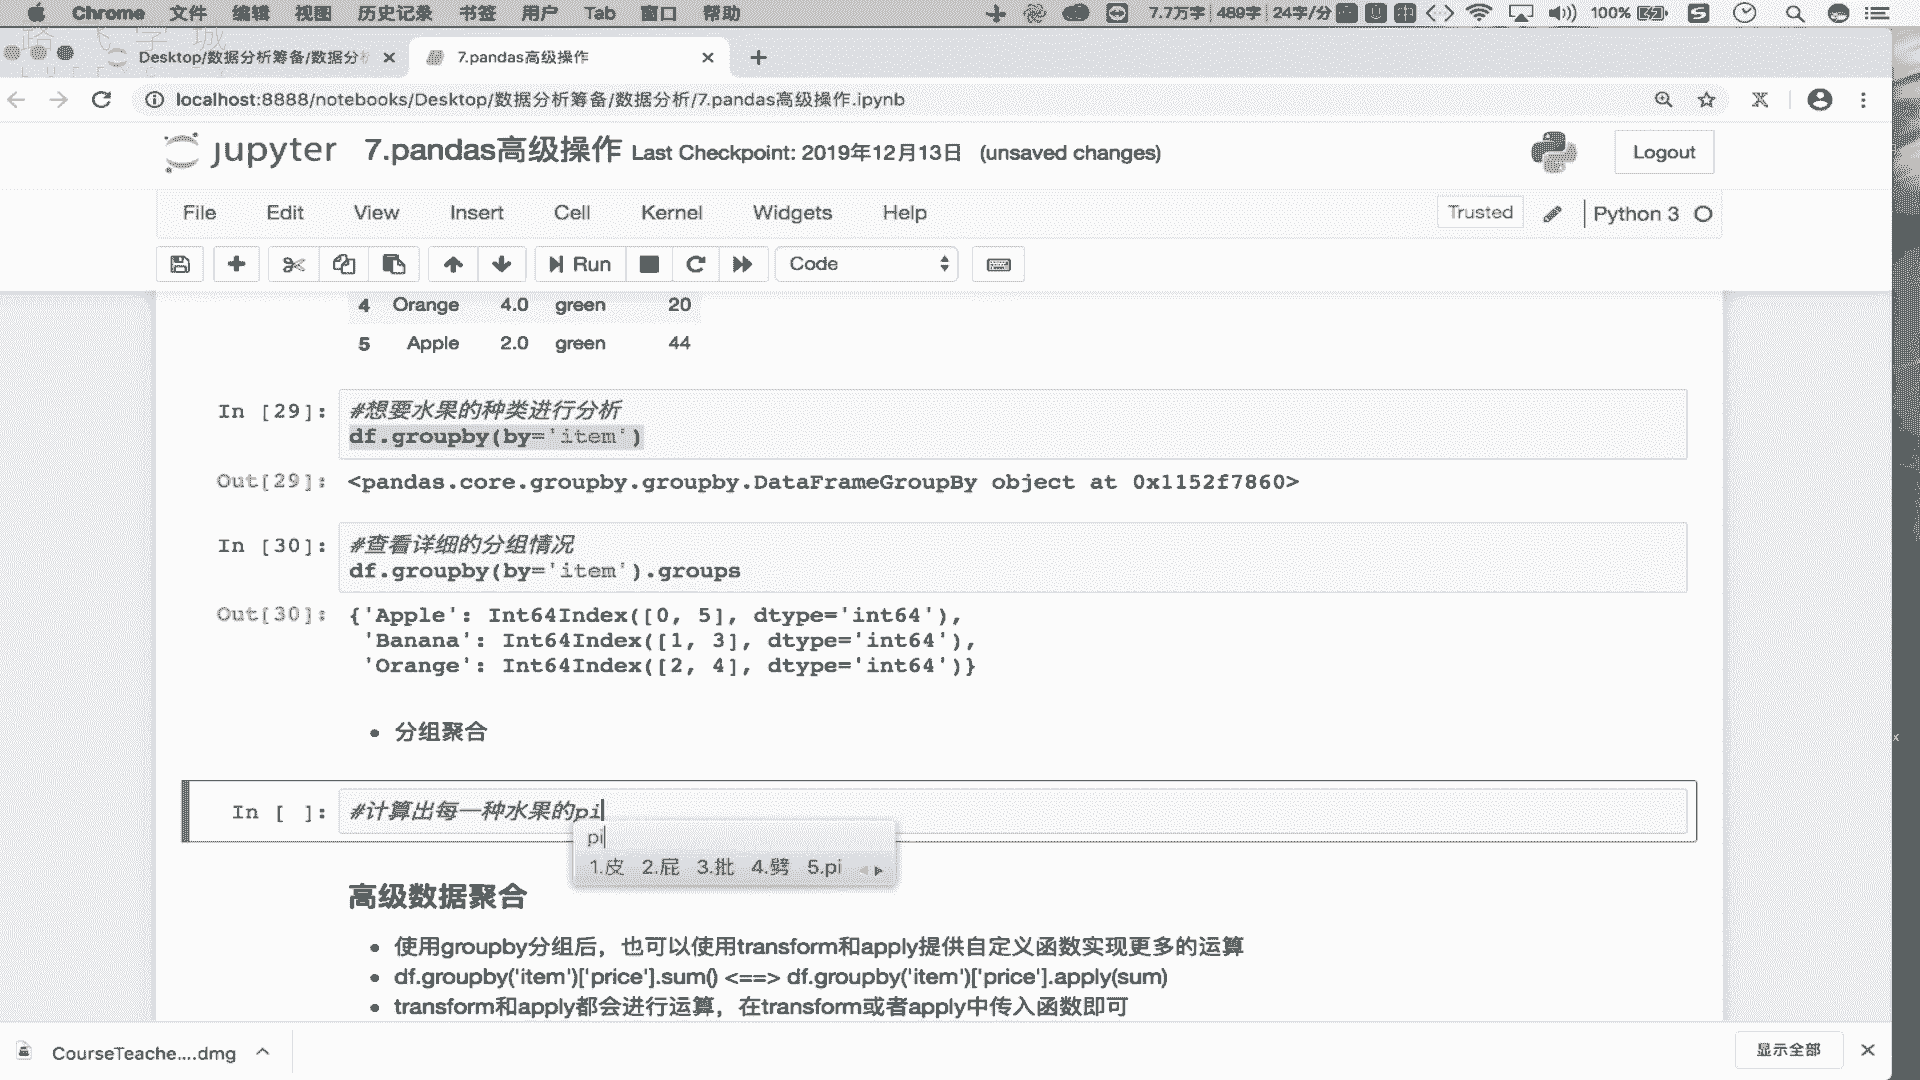 Chrome 文件 编辑 视图 历史记录 书签 用户 Tab 窗口 帮助 7.7万字 489字 24字/分 100%
Desktop/数据分析筹备/数据分析 7.pandas高级操作
localhost:8888/notebooks/Desktop/数据分析筹备/数据分析/7.pandas高级操作.ipynb
jupyter 7.pandas高级操作 Last Checkpoint: 2019年12月13日 (unsaved changes) Logout
File Edit View Insert Cell Kernel Widgets Help Trusted Python 3
Run Code
4 Orange 4.0 green 20
5 Apple 2.0 green 44
In [29]: #想要水果的种类进行分析
df.groupby(by='item')
Out[29]: <pandas.core.groupby.groupby.DataFrameGroupBy object at 0x1152f7860>
In [30]: #查看详细的分组情况
df.groupby(by='item').groups
Out[30]: {'Apple': Int64Index([0, 5], dtype='int64'),
'Banana': Int64Index([1, 3], dtype='int64'),
'Orange': Int64Index([2, 4], dtype='int64')}
• 分组聚合
In [ ]: #计算出每一种水果的pi
pi
1.皮 2.屁 3.批 4.劈 5.pi
高级数据聚合
• 使用groupby分组后，也可以使用transform和apply提供自定义函数实现更多的运算
• df.groupby('item')['price'].sum() <==> df.groupby('item')['price'].apply(sum)
• transform和apply都会进行运算，在transform或者apply中传入函数即可
CourseTeache....dmg 显示全部